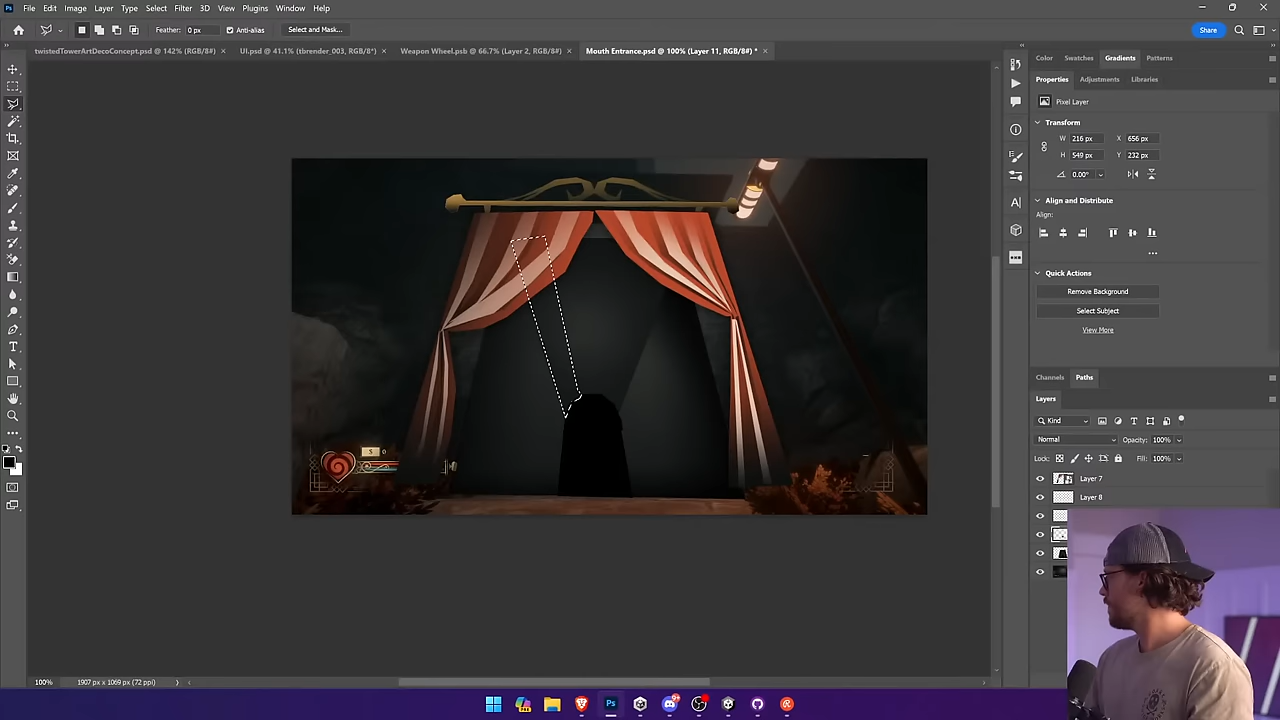 Ps File Edit Image Layer Type Select Filter 3D View Plugins Window Help
Feather: 0 px Anti-alias Select and Mask... Share
twistedTowerArtDecoConcept.psd @ 142% (RGB/8#) × UI.psd @ 41.1% (tbrender_003, RGB/8*) × Weapon Wheel.psb @ 66.7% (Layer 2, RGB/8#) × Mouth Entrance.psd @ 100% (Layer 11, RGB/8#) * ×
Color Swatches Gradients Patterns
Properties Adjustments Libraries
Pixel Layer
Transform
W 216 px X 656 px
H 549 px Y 232 px
0.00°
Align and Distribute
Align:
Quick Actions
Remove Background
Select Subject
View More
Channels Paths
Layers
Kind
Normal Opacity: 100%
Lock: Fill: 100%
Layer 7
Layer 8
100% 1907 px x 1069 px (72 ppi)